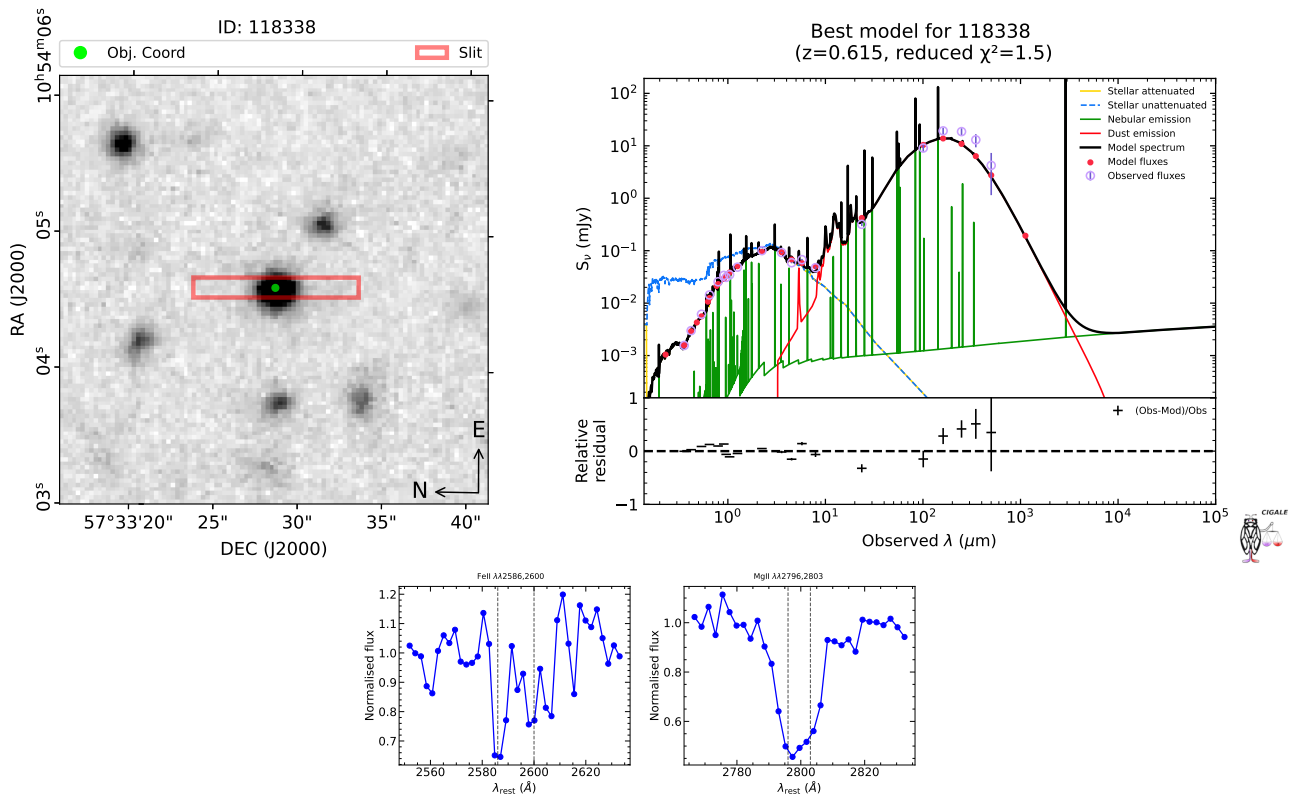 ID: 118338
Obj. Coord
Slit
10ʰ54ᵐ06ˢ
05ˢ
04ˢ
03ˢ
RA (J2000)
E
N
57°33'20"
25"
30"
35"
40"
DEC (J2000)
Best model for 118338
(z=0.615, reduced χ²=1.5)
Stellar attenuated
Stellar unattenuated
Nebular emission
Dust emission
Model spectrum
Model fluxes
Observed fluxes
10²
10¹
10⁰
10⁻¹
10⁻²
10⁻³
Sν (mJy)
1
0
−1
Relative
residual
(Obs-Mod)/Obs
10⁰
10¹
10²
10³
10⁴
10⁵
Observed λ (μm)
CIGALE
FeII λλ2586,2600
1.2
1.1
1.0
0.9
0.8
0.7
Normalised flux
2560
2580
2600
2620
λrest (Å)
MgII λλ2796,2803
1.0
0.8
0.6
Normalised flux
2780
2800
2820
λrest (Å)